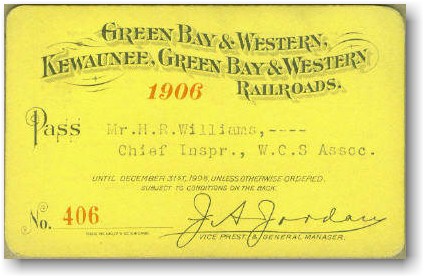 GREEN BAY & WESTERN,
KEWAUNEE, GREEN BAY & WESTERN
RAILROADS.
1906
Pass Mr.H.R.Williams,----
Chief Inspr., W.C.S Assoc.
UNTIL DECEMBER 31ST, 1906, UNLESS OTHERWISE ORDERED.
SUBJECT TO CONDITIONS ON THE BACK.
No. 406 J A Jordan
VICE PREST & GENERAL MANAGER.